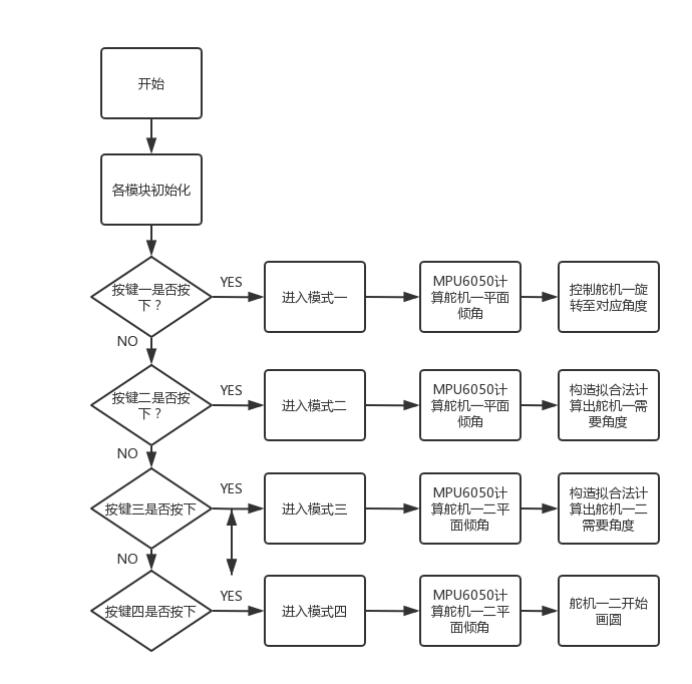 开始
各模块初始化
按键一是否按
下？
YES
进入模式一
MPU6050计
算舵机一平面
倾角
控制舵机一旋
转至对应角度
NO
按键二是否按
下？
YES
进入模式二
MPU6050计
算舵机一平面
倾角
构造拟合法计
算出舵机一需
要角度
NO
按键三是否按下
YES
进入模式三
MPU6050计
算舵机一二平
面倾角
构造拟合法计
算出舵机一二
需要角度
NO
按键四是否按下
YES
进入模式四
MPU6050计
算舵机一二平
面倾角
舵机一二开始
画圆